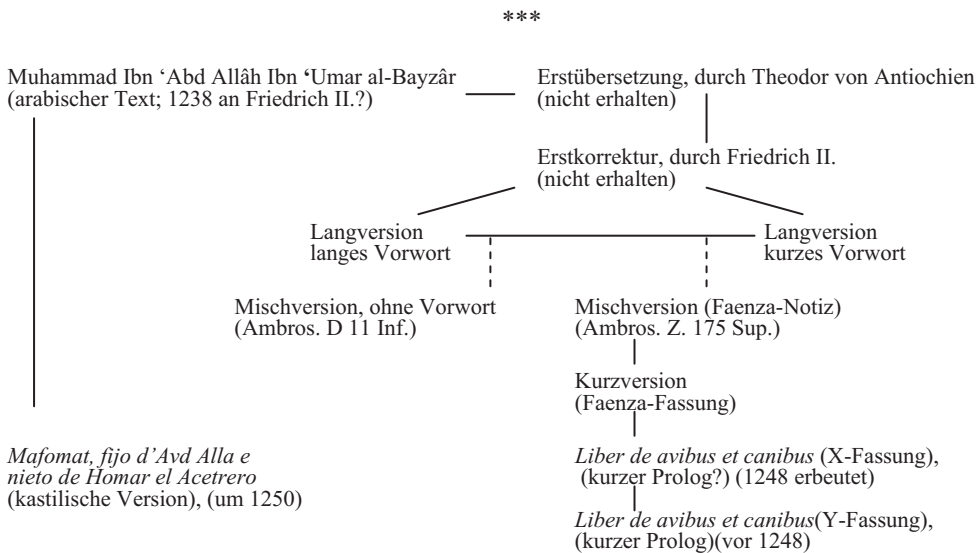 ***
Muhammad Ibn ‘Abd Allâh Ibn ‘Umar al-Bayzâr
(arabischer Text; 1238 an Friedrich II.?)
Erstübersetzung, durch Theodor von Antiochien
(nicht erhalten)
Erstkorrektur, durch Friedrich II.
(nicht erhalten)
Langversion
langes Vorwort
Langversion
kurzes Vorwort
Mischversion, ohne Vorwort
(Ambros. D 11 Inf.)
Mischversion (Faenza-Notiz)
(Ambros. Z. 175 Sup.)
Kurzversion
(Faenza-Fassung)
Mafomat, fijo d’Avd Alla e
nieto de Homar el Acetrero
(kastilische Version), (um 1250)
Liber de avibus et canibus (X-Fassung),
(kurzer Prolog?) (1248 erbeutet)
Liber de avibus et canibus(Y-Fassung),
(kurzer Prolog)(vor 1248)